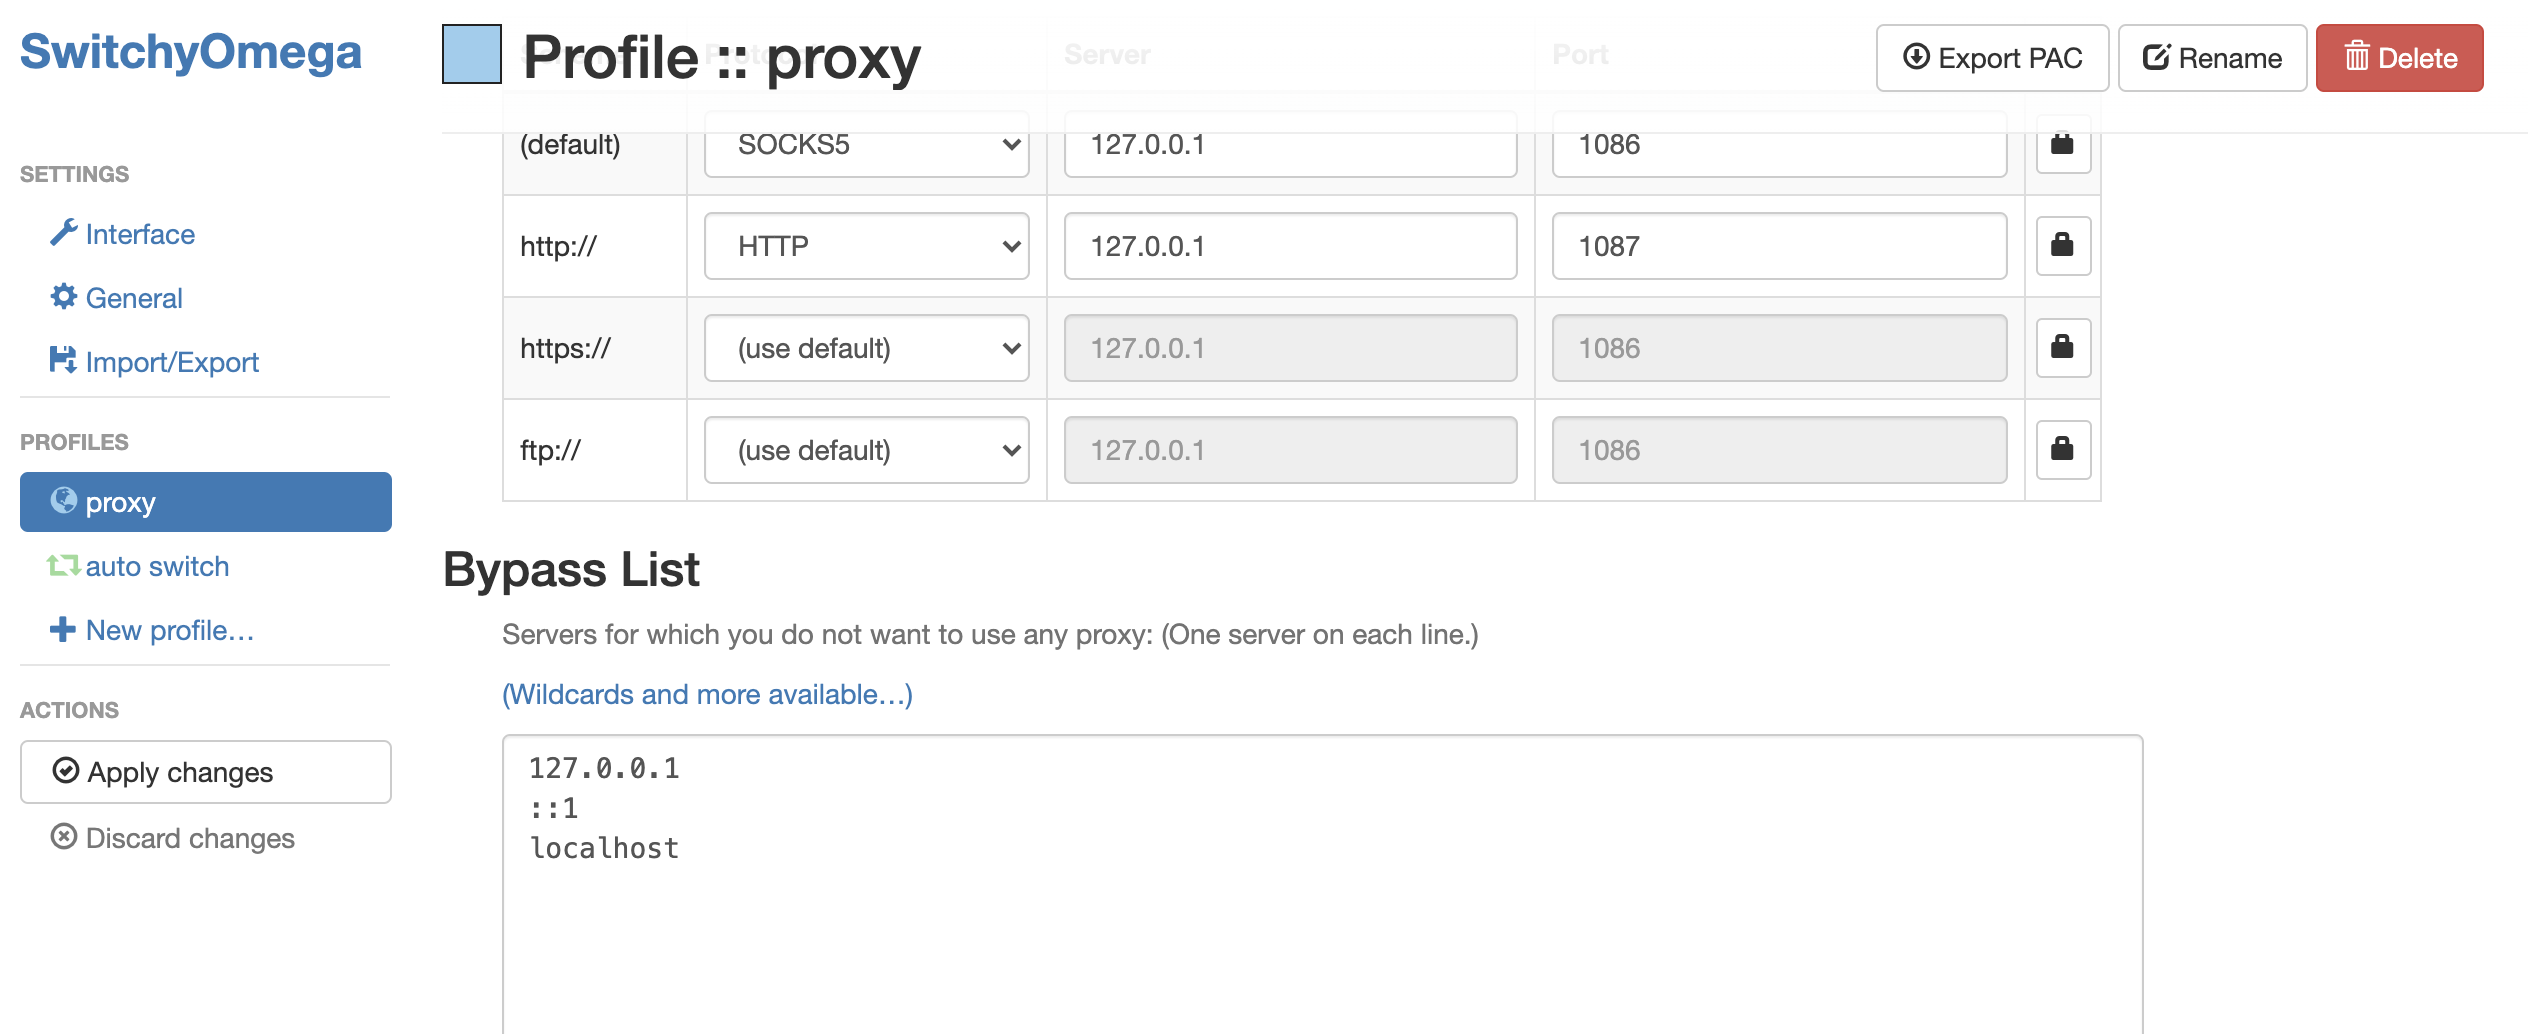 SwitchyOmega
Profile :: proxy
Server
Port
Export PAC
Rename
Delete
SETTINGS
Interface
General
Import/Export
PROFILES
proxy
auto switch
New profile...
ACTIONS
Apply changes
Discard changes
(default) SOCKS5 127.0.0.1 1086
http:// HTTP 127.0.0.1 1087
https:// (use default) 127.0.0.1 1086
ftp:// (use default) 127.0.0.1 1086
Bypass List
Servers for which you do not want to use any proxy: (One server on each line.)
(Wildcards and more available...)
127.0.0.1
::1
localhost